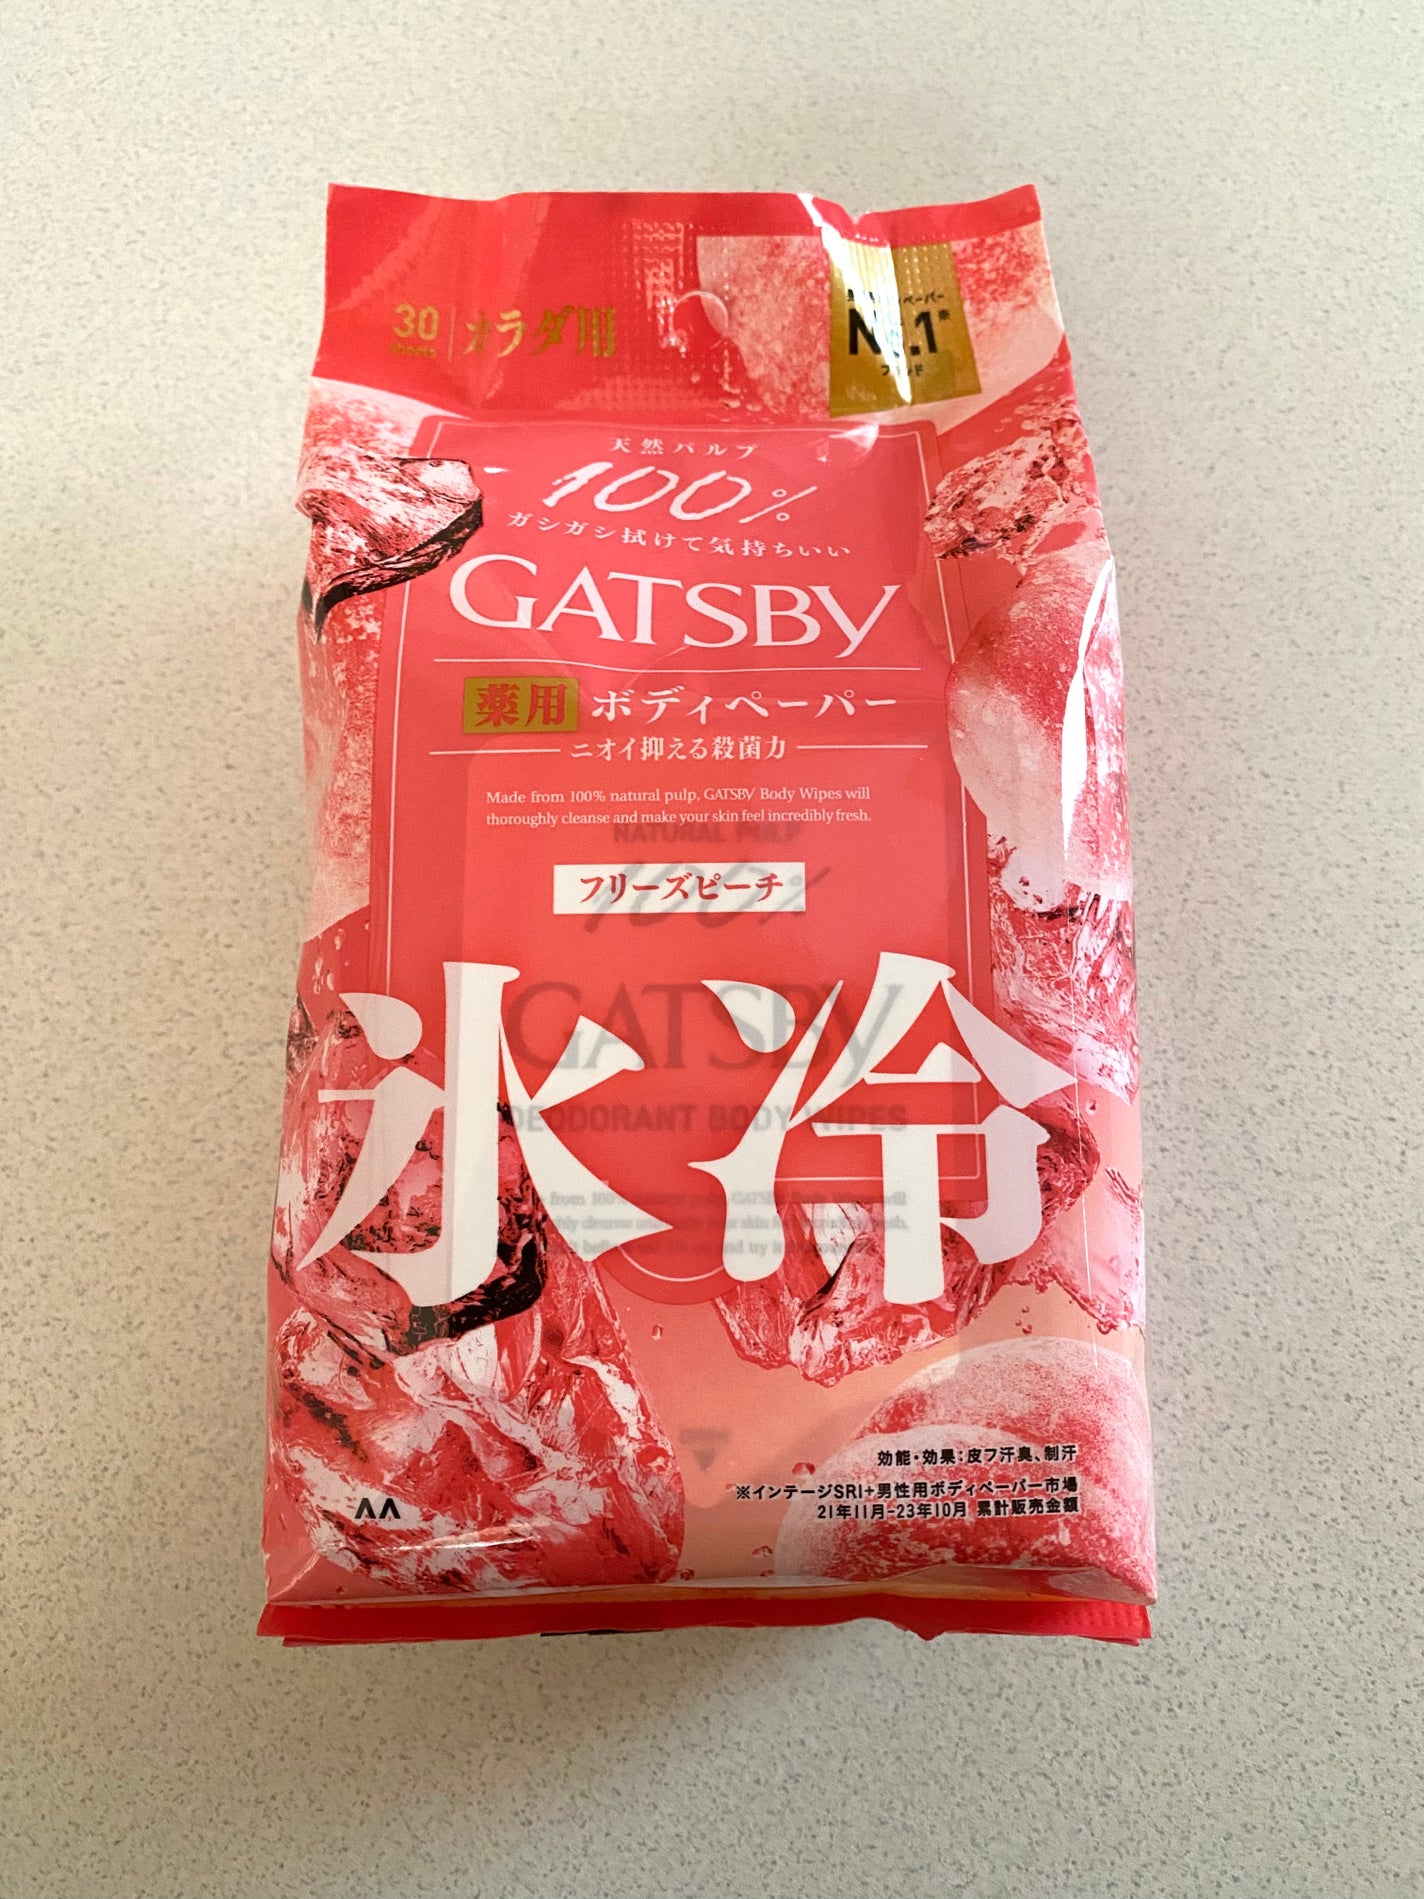 30
カラダ用
No.1※
ブランド
天然パルプ
100%
ガシガシ拭けて気持ちいい
GATSBY
薬用 ボディペーパー
ニオイ抑える殺菌力
Made from 100% natural pulp, GATSBY Body Wipes will
thoroughly cleanse and make your skin feel incredibly fresh.
NATURAL PULP
フリーズピーチ
100%
氷冷
GATSBY
DEODORANT BODY WIPES
効能・効果：皮フ汗臭、制汗
※インテージSRI+男性用ボディペーパー市場
21年11月-23年10月 累計販売金額